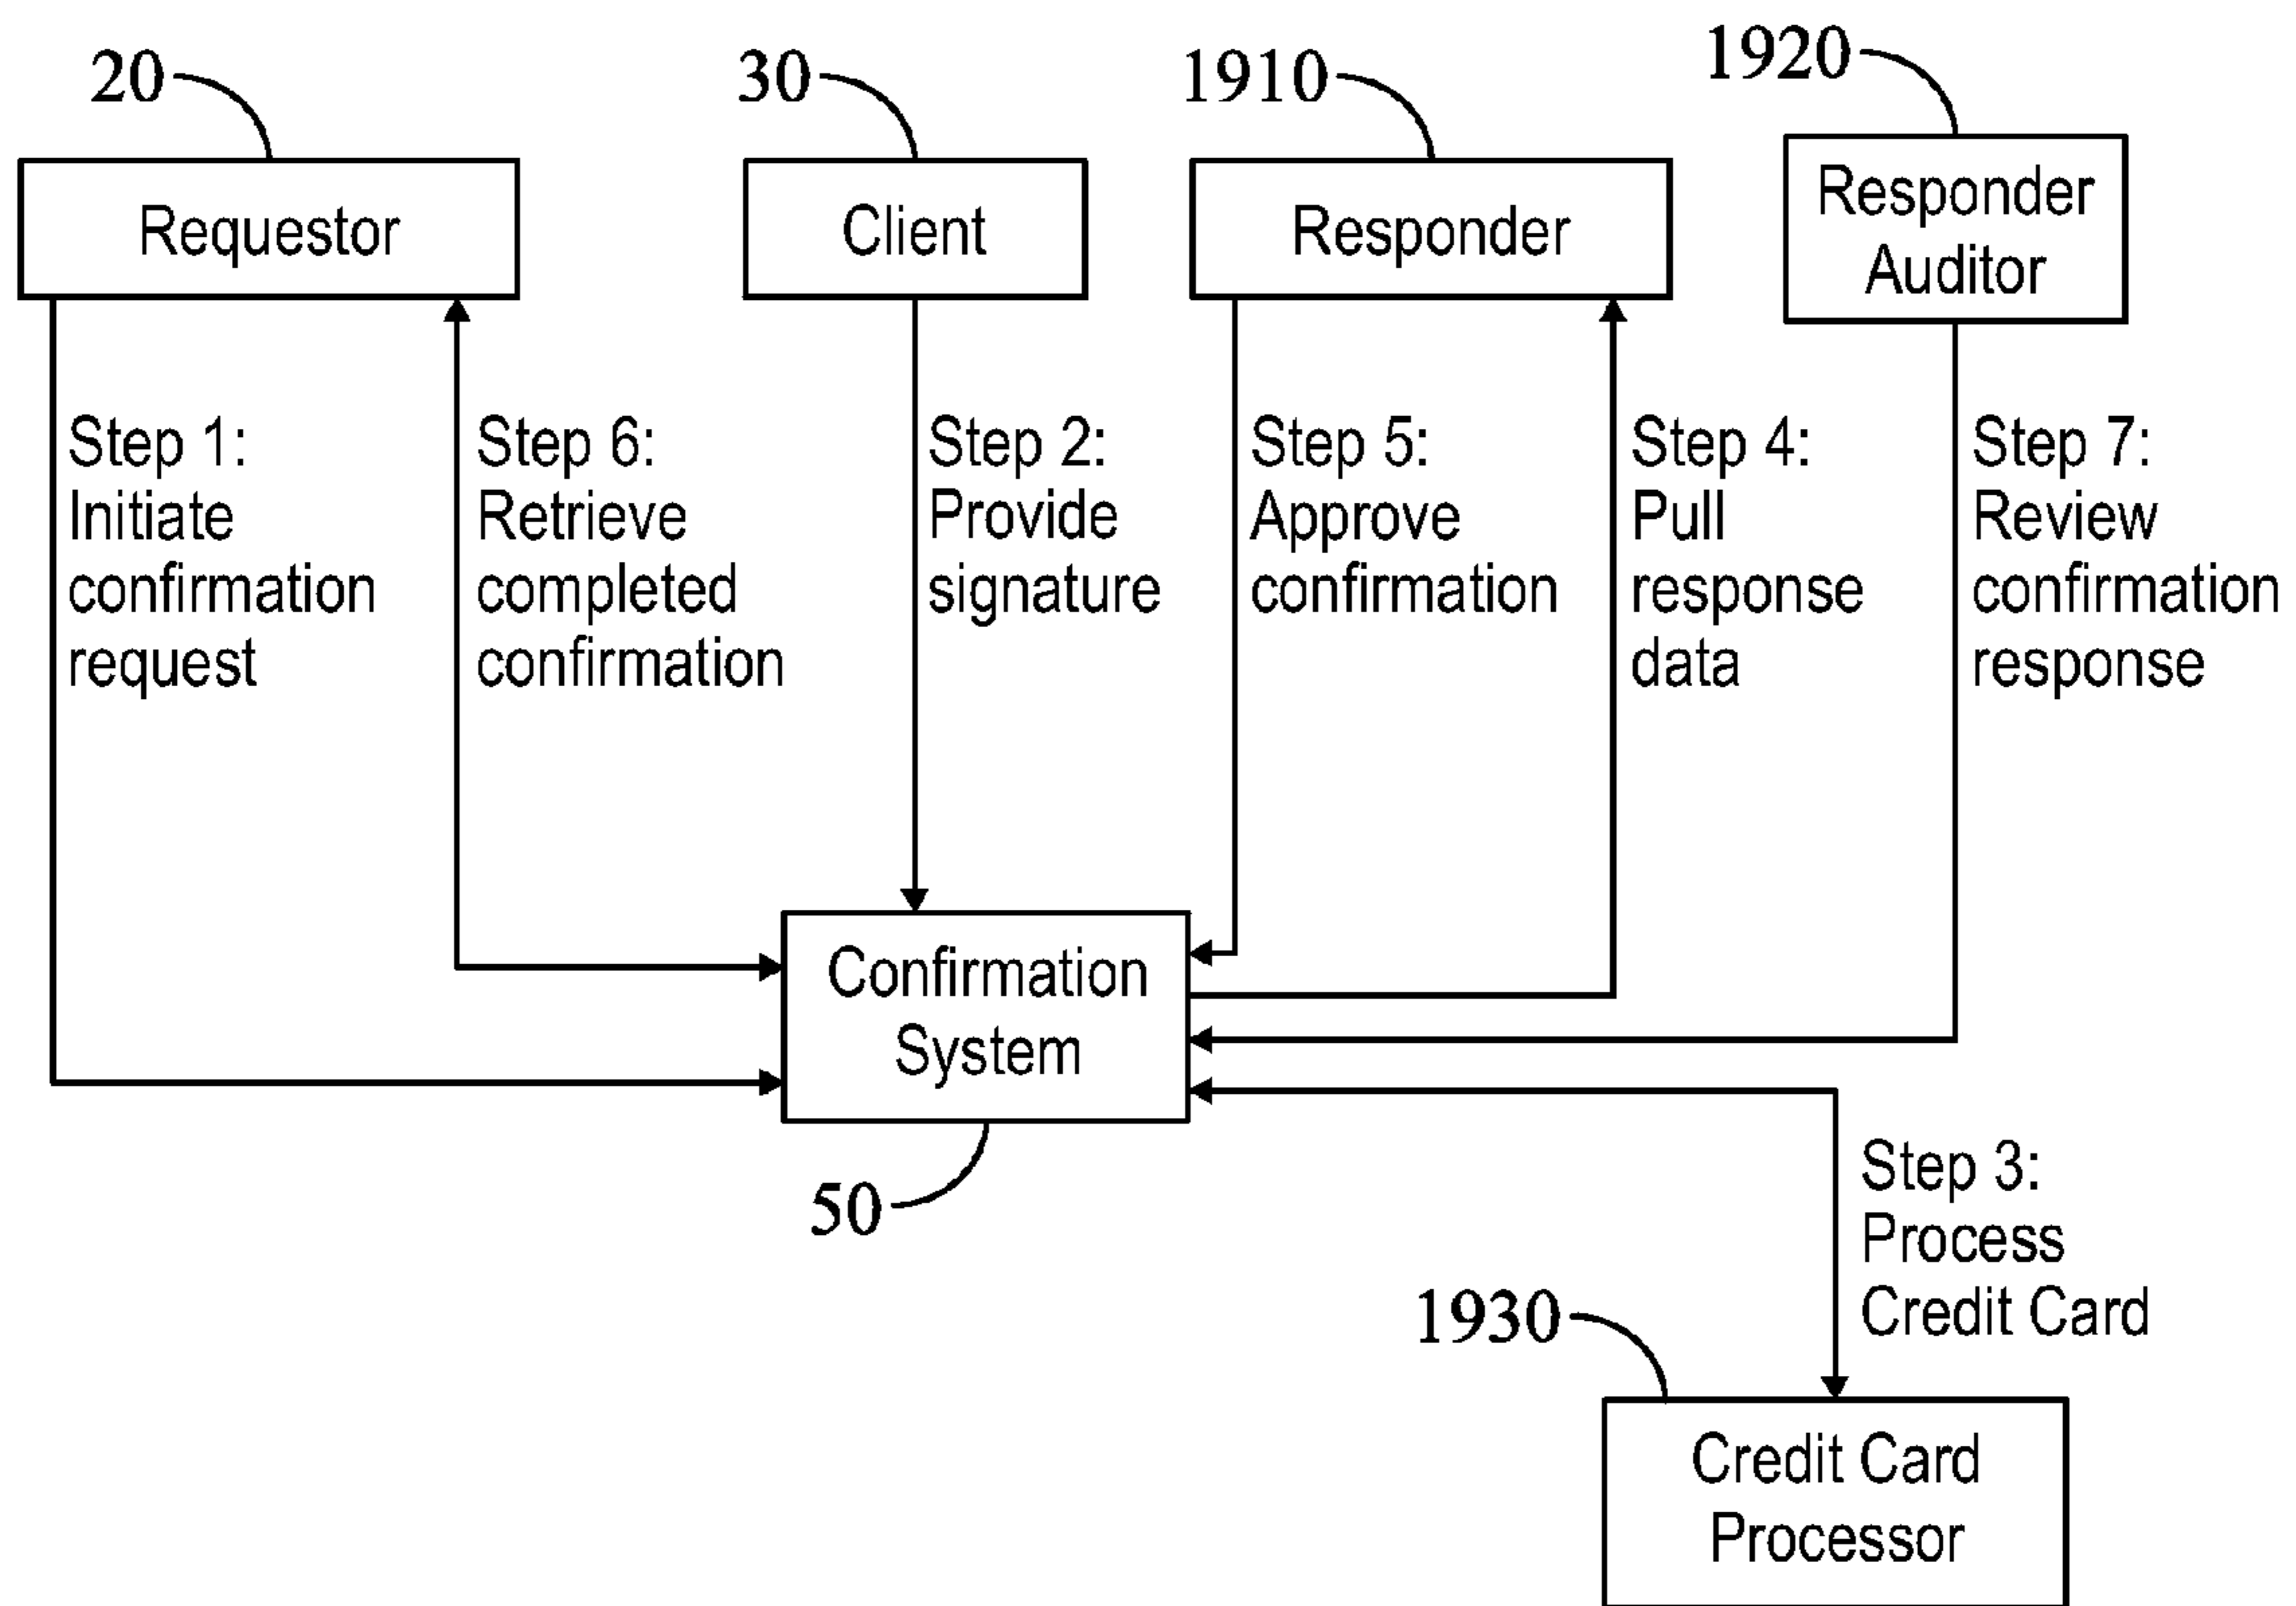 20
30
1910
1920
Requestor
Client
Responder
Responder
Auditor
Step 1:
Initiate
confirmation
request
Step 6:
Retrieve
completed
confirmation
Step 2:
Provide
signature
Step 5:
Approve
confirmation
Step 4:
Pull
response
data
Step 7:
Review
confirmation
response
Confirmation
System
50
Step 3:
Process
Credit Card
1930
Credit Card
Processor